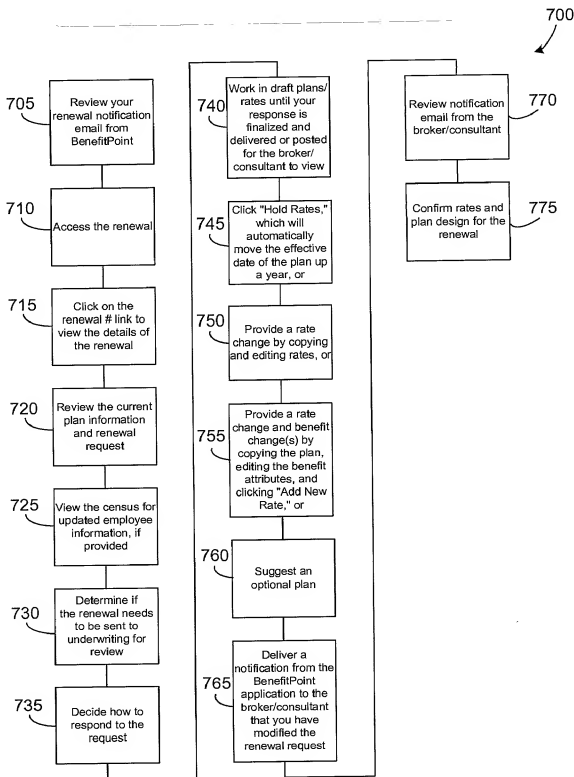 700
705
Review your
renewal notification
email from
BenefitPoint
710
Access the renewal
715
Click on the
renewal # link to
view the details of
the renewal
720
Review the current
plan information
and renewal
request
725
View the census for
updated employee
information, if
provided
730
Determine if
the renewal needs
to be sent to
underwriting for
review
735
Decide how to
respond to the
request
740
Work in draft plans/
rates until your
response is
finalized and
delivered or posted
for the broker/
consultant to view
745
Click "Hold Rates,"
which will
automatically
move the effective
date of the plan up
a year, or
750
Provide a rate
change by copying
and editing rates, or
755
Provide a rate
change and benefit
change(s) by
copying the plan,
editing the benefit
attributes, and
clicking "Add New
Rate," or
760
Suggest an
optional plan
765
Deliver a
notification from the
BenefitPoint
application to the
broker/consultant
that you have
modified the
renewal request
770
Review notification
email from the
broker/consultant
775
Confirm rates and
plan design for the
renewal